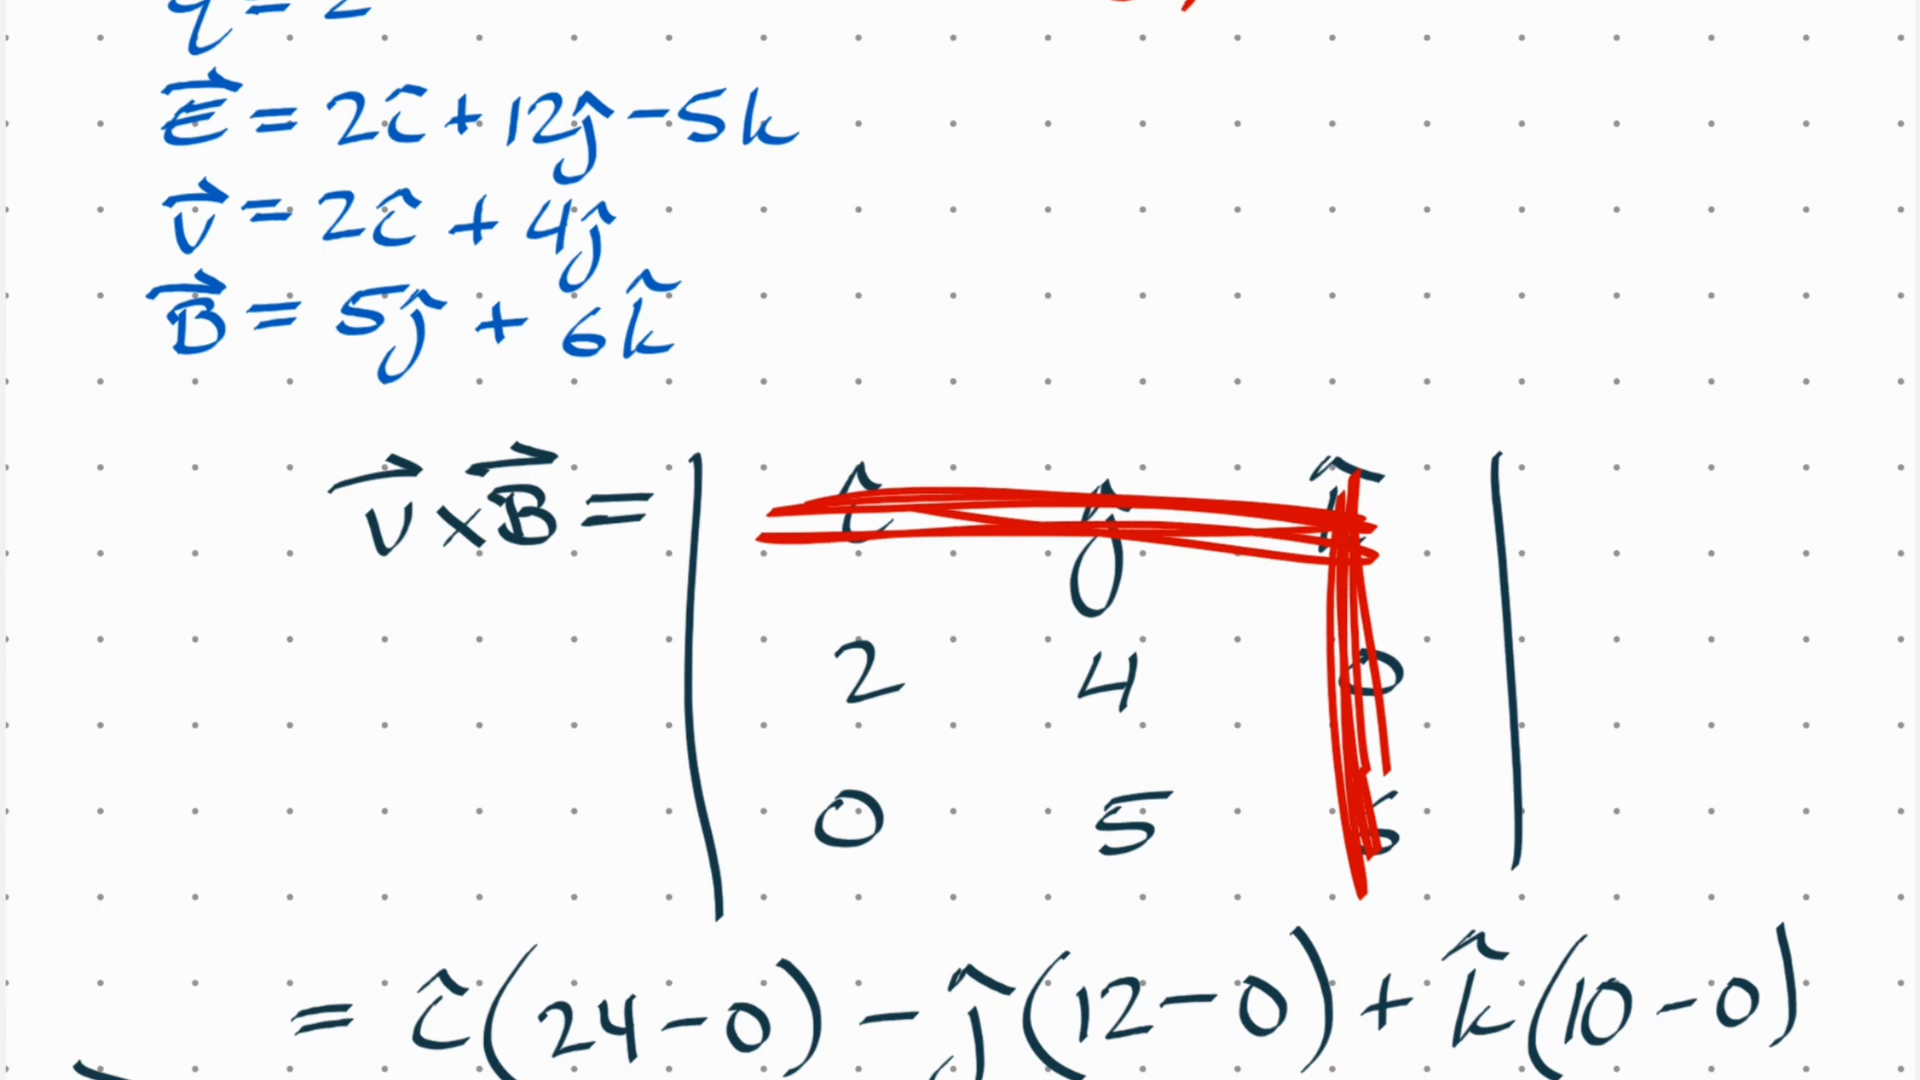 q = 2
E⃗ = 2î + 12ĵ - 5k
v⃗ = 2î + 4ĵ
B⃗ = 5ĵ + 6k̂
v⃗ x B⃗ = | î ĵ k̂ |
2 4 0
0 5 6
= î(24 - 0) - ĵ(12 - 0) + k̂(10 - 0)